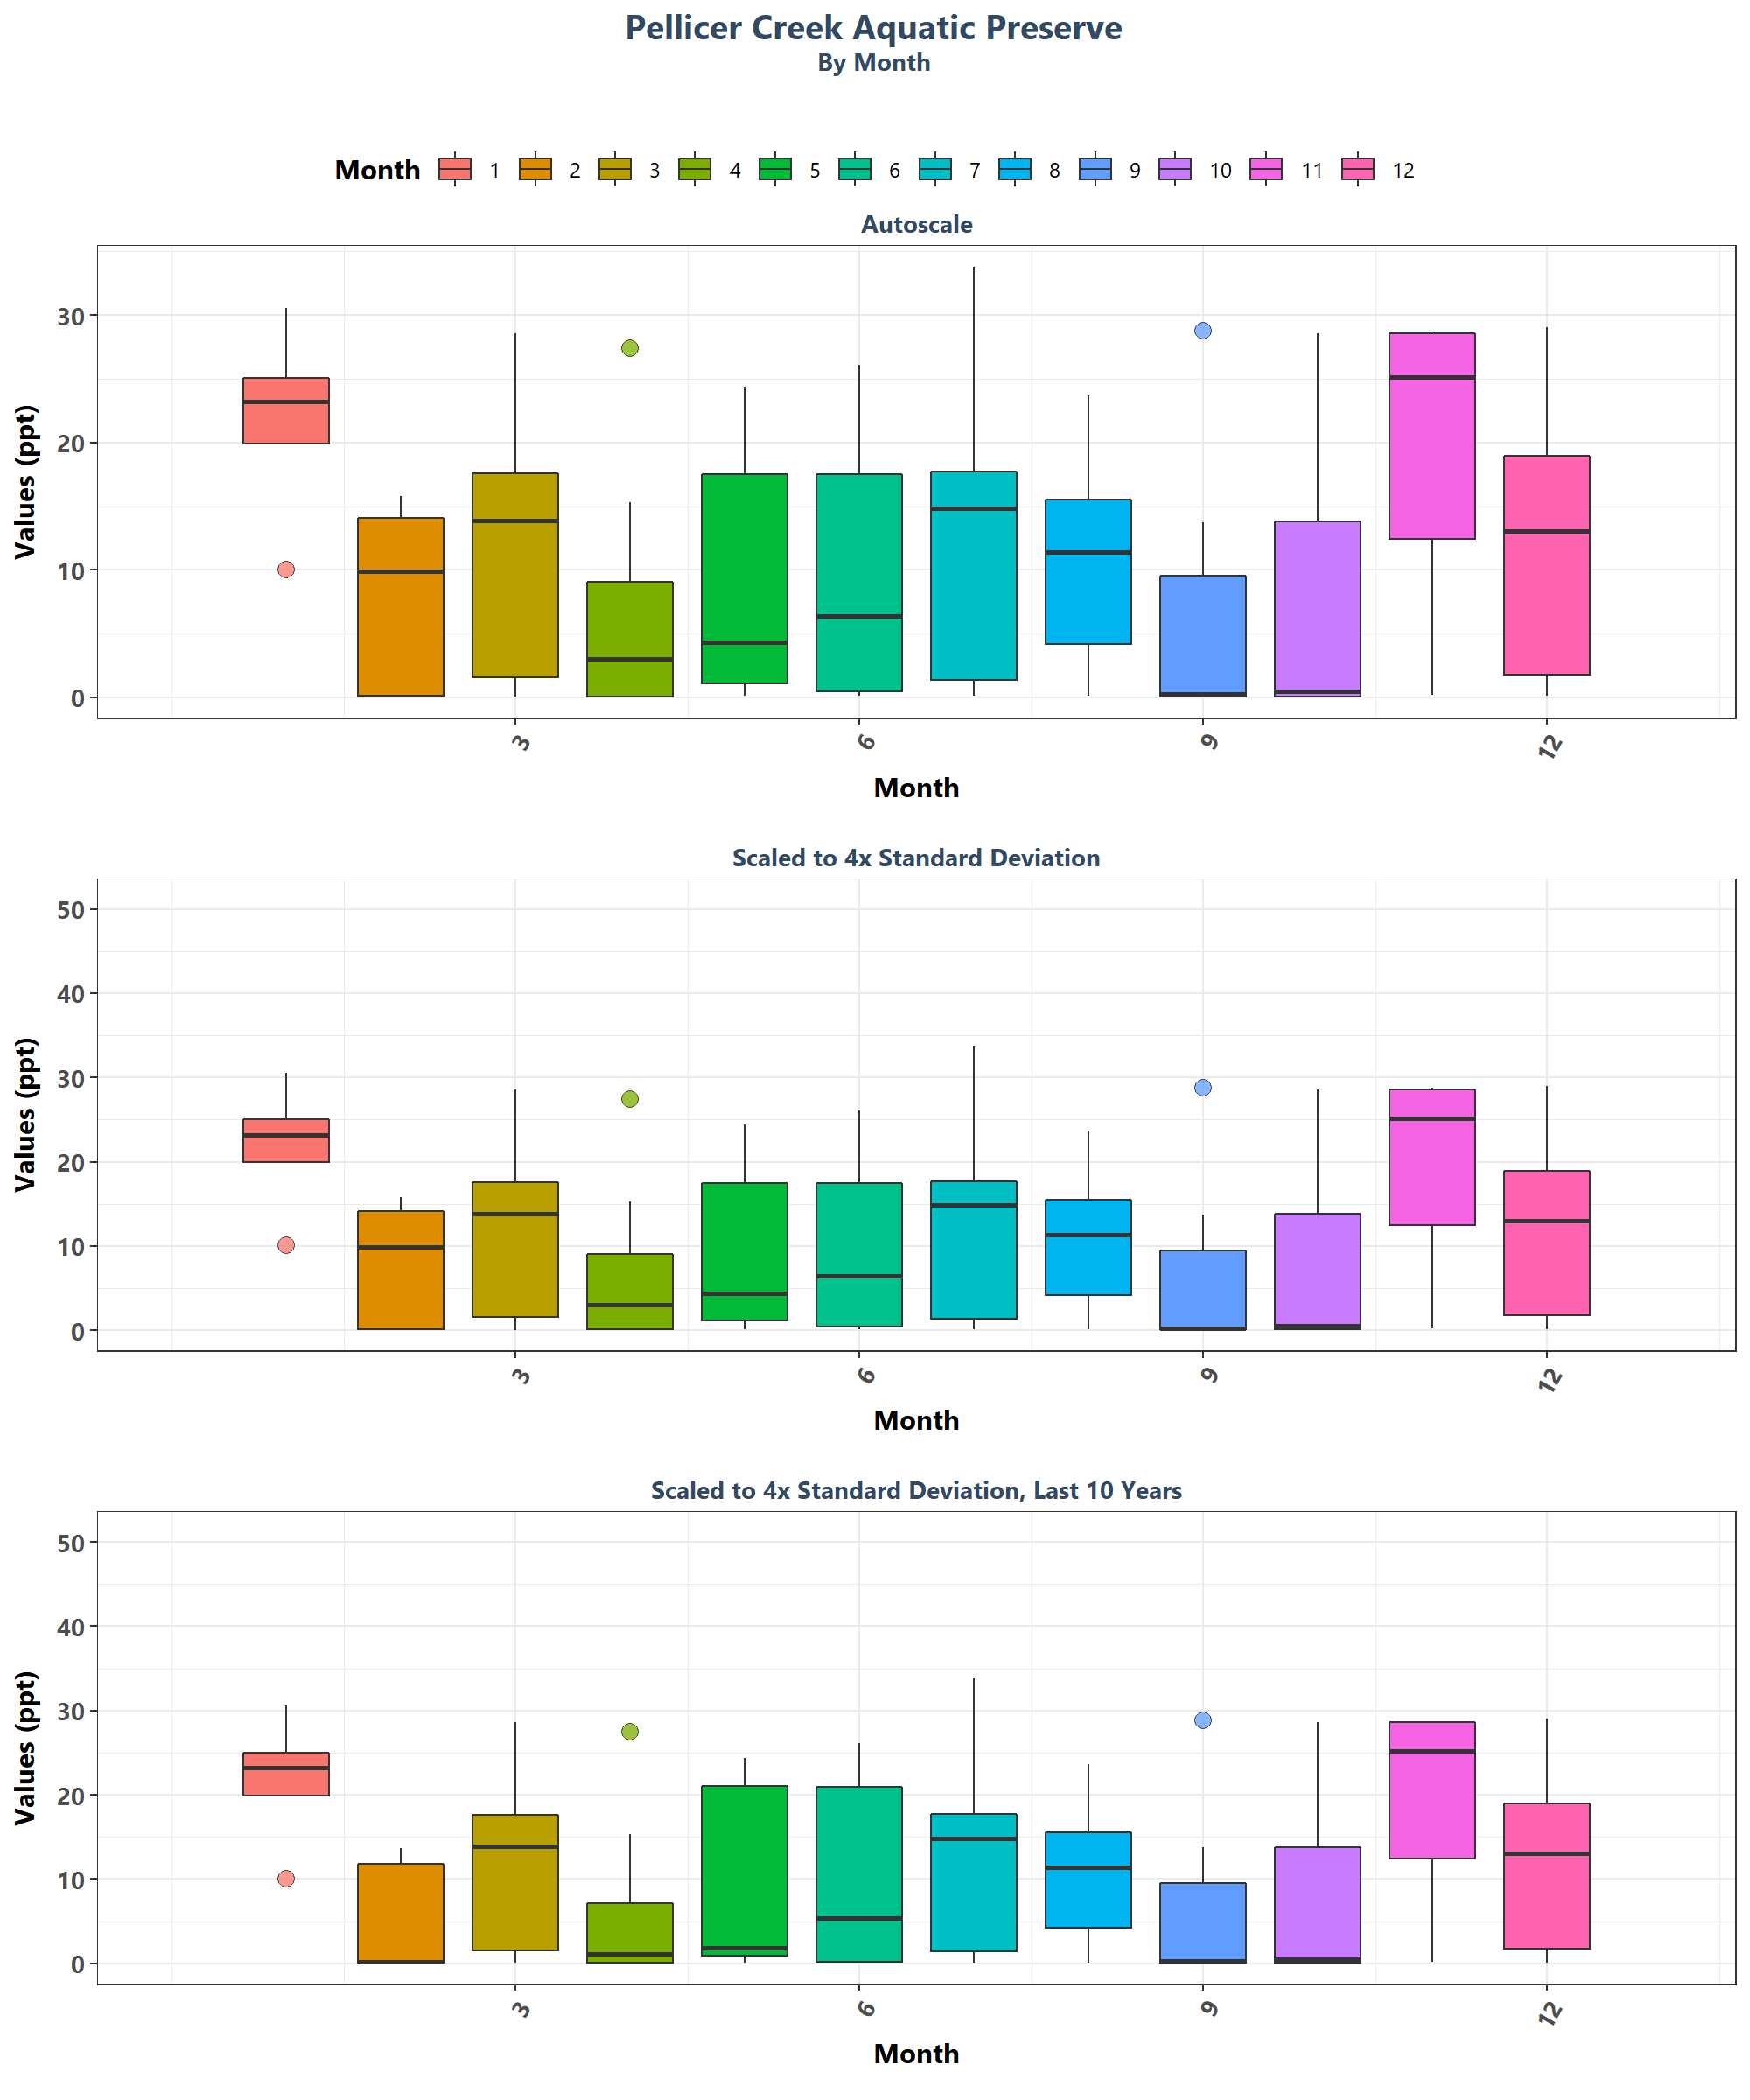 Pellicer Creek Aquatic Preserve
By Month
Month 1 2 3 4 5 6 7 8 9 10 11 12
Autoscale
Values (ppt)
30
20
10
0
3 6 9 12
Month
Scaled to 4x Standard Deviation
Values (ppt)
50
40
30
20
10
0
3 6 9 12
Month
Scaled to 4x Standard Deviation, Last 10 Years
Values (ppt)
50
40
30
20
10
0
3 6 9 12
Month